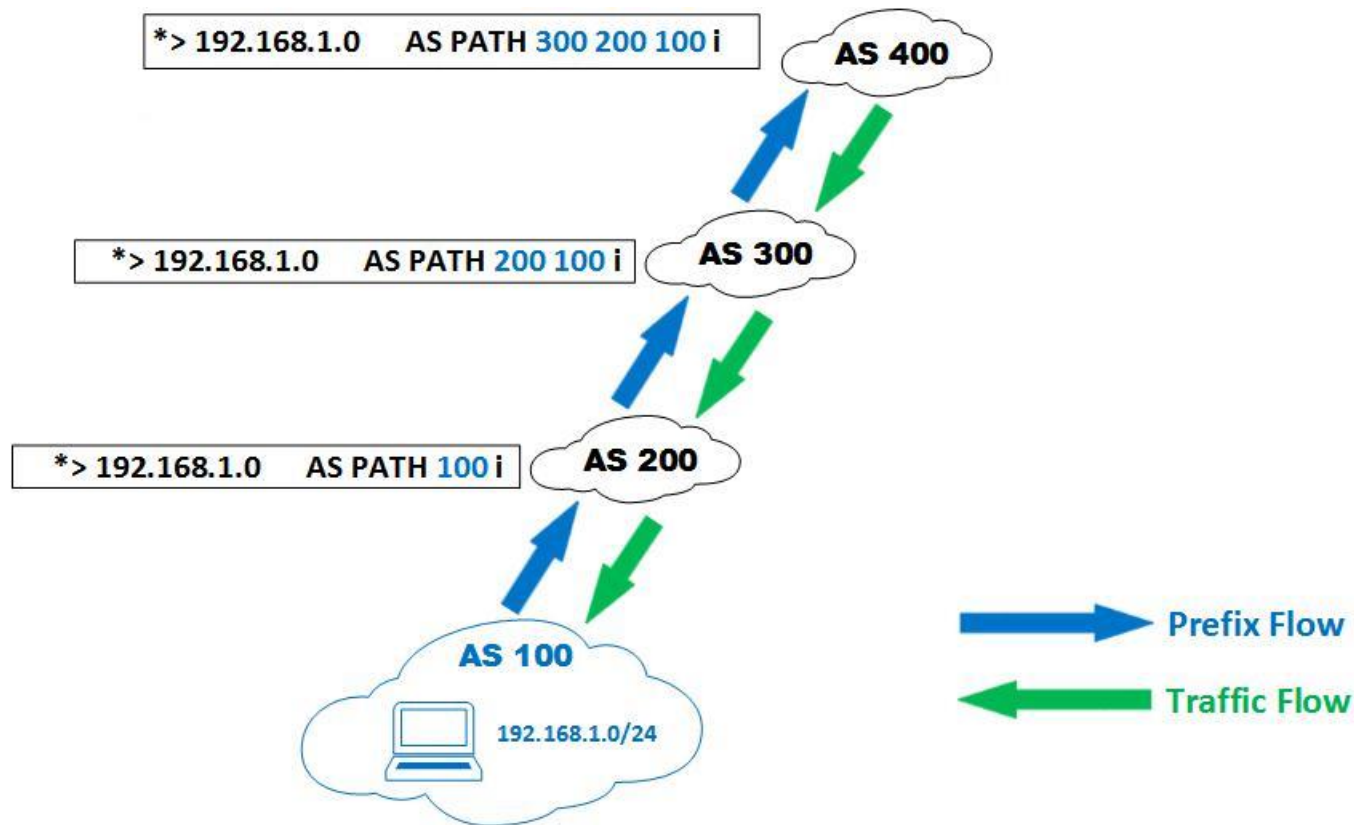 *> 192.168.1.0 AS PATH 300 200 100 i
AS 400
*> 192.168.1.0 AS PATH 200 100 i
AS 300
*> 192.168.1.0 AS PATH 100 i
AS 200
AS 100
192.168.1.0/24
Prefix Flow
Traffic Flow